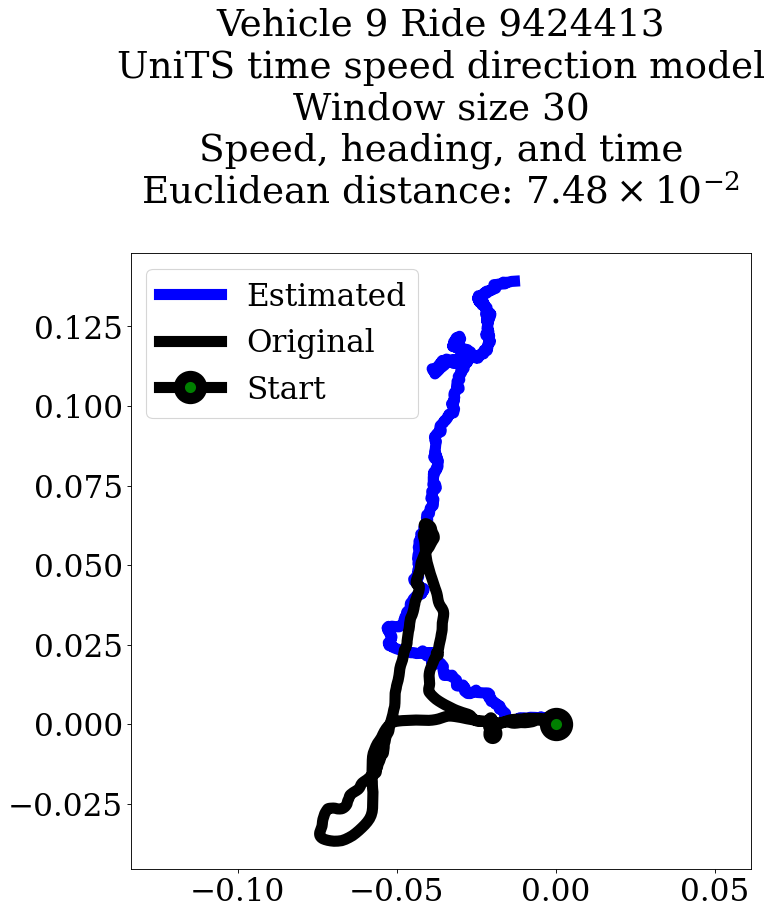 Vehicle 9 Ride 9424413
UniTS time speed direction model
Window size 30
Speed, heading, and time
Euclidean distance: 7.48 × 10⁻²
Estimated
Original
Start
0.125
0.100
0.075
0.050
0.025
0.000
−0.025
−0.10 −0.05 0.00 0.05